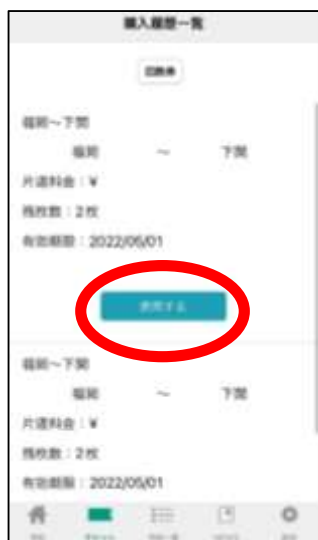 購入履歴一覧
回数券
福岡～下関
福岡 ～ 下関
片道料金：¥
残枚数：2枚
有効期限：2022/05/01
使用する
福岡～下関
福岡 ～ 下関
片道料金：¥
残枚数：2枚
有効期限：2022/05/01